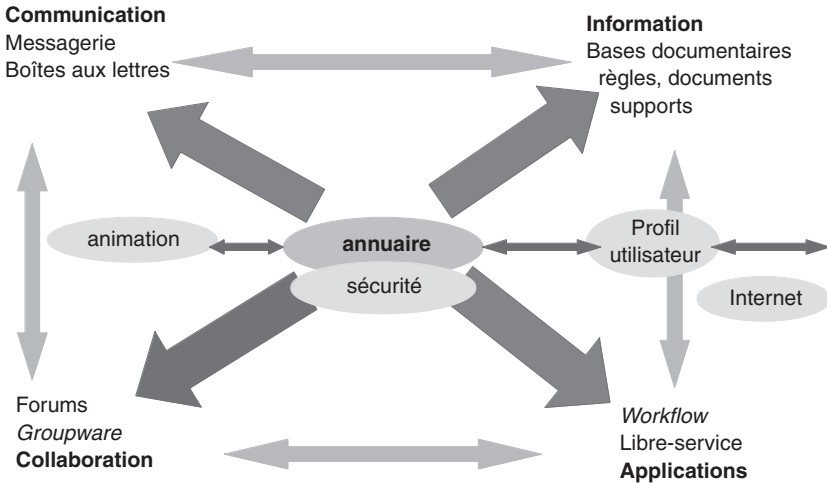 Communication
Messagerie
Boîtes aux lettres
Information
Bases documentaires
règles, documents
supports
animation
annuaire
sécurité
Profil
utilisateur
Internet
Forums
Groupware
Collaboration
Workflow
Libre-service
Applications